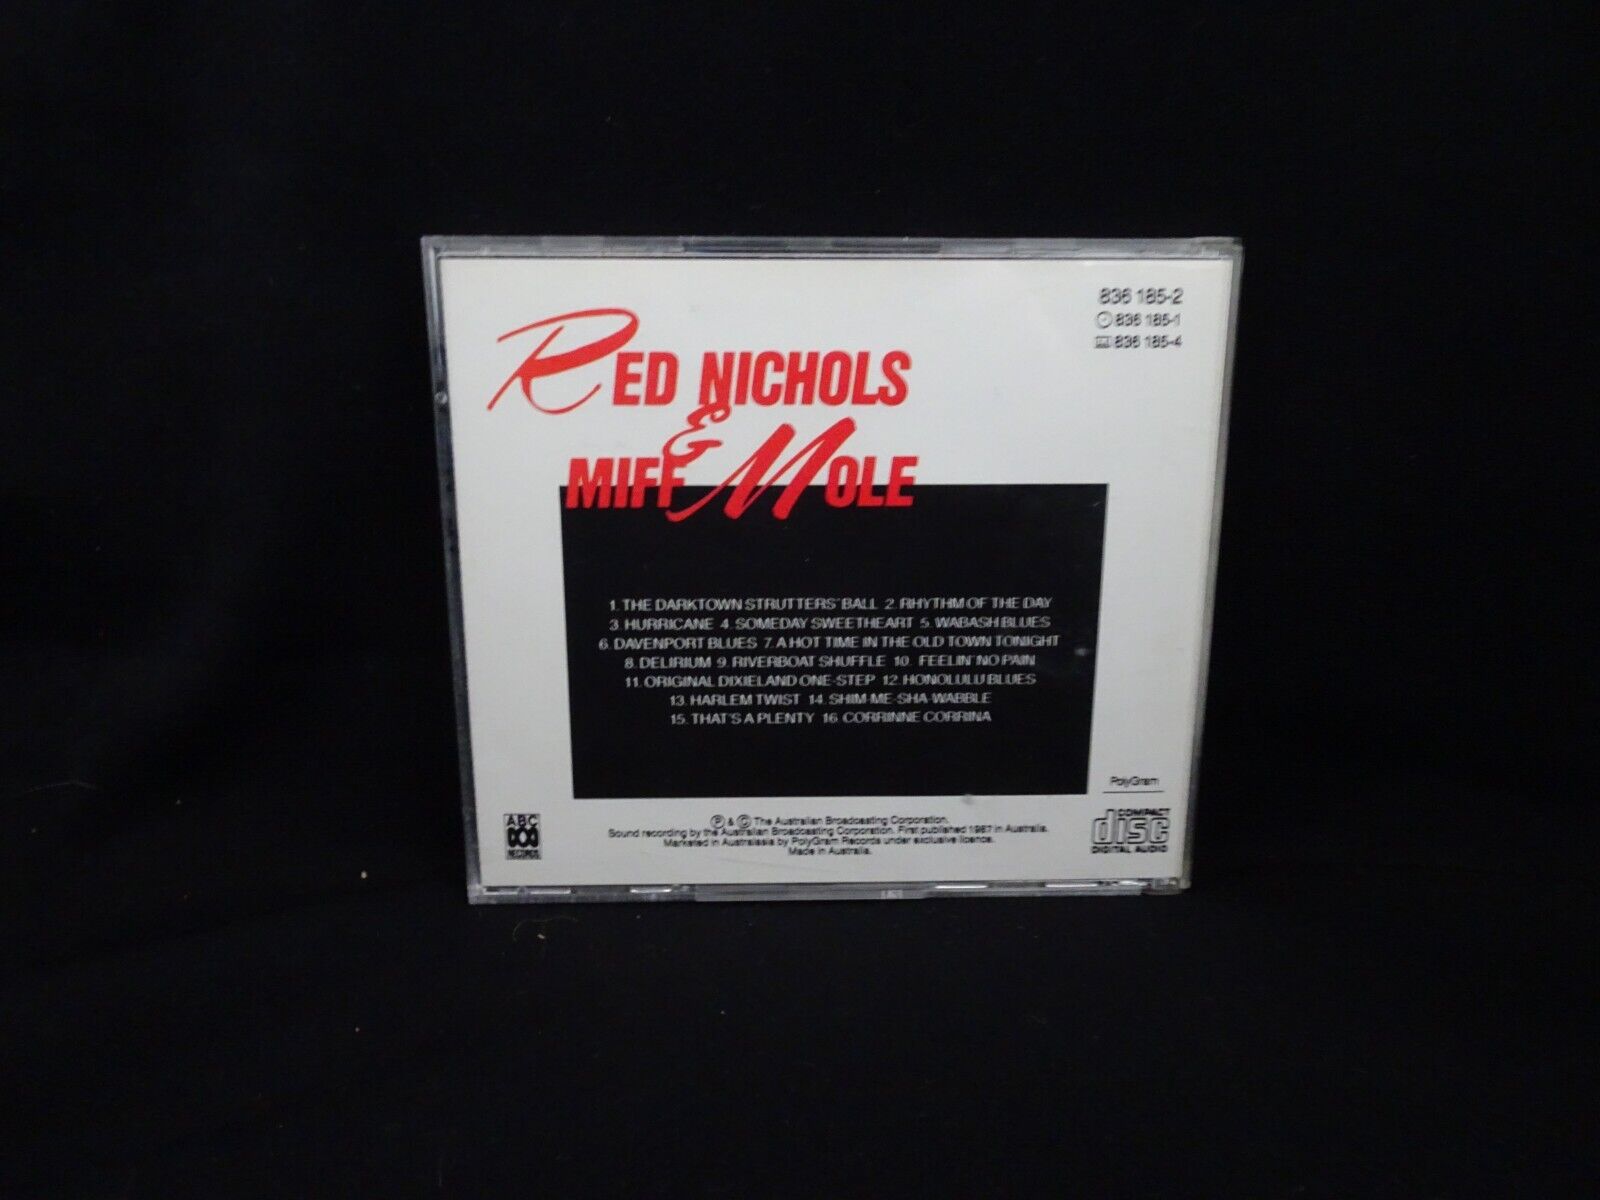 836 185-2
836 185-1
836 185-4
RED NICHOLS
&
MIFF MOLE
1. THE DARKTOWN STRUTTERS' BALL 2. RHYTHM OF THE DAY
3. HURRICANE 4. SOMEDAY SWEETHEART 5. WABASH BLUES
6. DAVENPORT BLUES 7. A HOT TIME IN THE OLD TOWN TONIGHT
8. DELIRIUM 9. RIVERBOAT SHUFFLE 10. FEELIN' NO PAIN
11. ORIGINAL DIXIELAND ONE-STEP 12. HONOLULU BLUES
13. HARLEM TWIST 14. SHIM-ME-SHA-WABBLE
15. THAT'S A PLENTY 16. CORRINNE CORRINA
PolyGram
ABC
RECORDS
℗ & © The Australian Broadcasting Corporation.
Sound recording by the Australian Broadcasting Corporation. First published 1987 in Australia.
Marketed in Australasia by PolyGram Records under exclusive licence.
Made in Australia.
COMPACT
disc
DIGITAL AUDIO